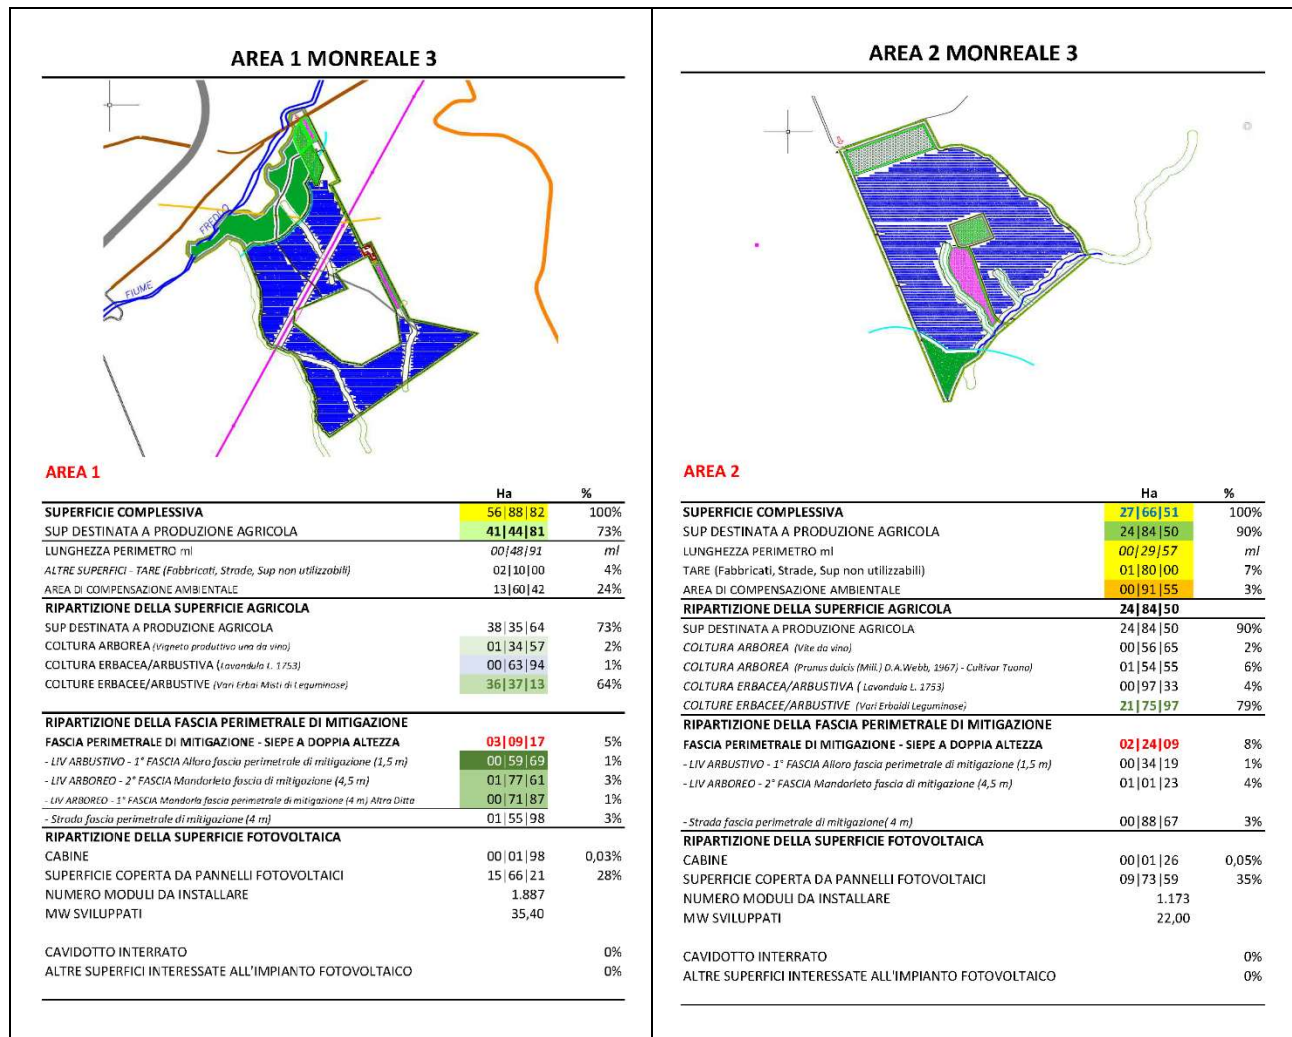 AREA 1 MONREALE 3
FIUME
FREDDO
AREA 1
Ha %
SUPERFICIE COMPLESSIVA 56|88|82 100%
SUP DESTINATA A PRODUZIONE AGRICOLA 41|44|81 73%
LUNGHEZZA PERIMETRO ml 00|48|91 ml
ALTRE SUPERFICI - TARE (Fabbricati, Strade, Sup non utilizzabili) 02|10|00 4%
AREA DI COMPENSAZIONE AMBIENTALE 13|60|42 24%
RIPARTIZIONE DELLA SUPERFICIE AGRICOLA
SUP DESTINATA A PRODUZIONE AGRICOLA 38|35|64 73%
COLTURA ARBOREA (Vigneto produttivo una da vino) 01|34|57 2%
COLTURA ERBACEA/ARBUSTIVA (Lavandula L. 1753) 00|63|94 1%
COLTURE ERBACEE/ARBUSTIVE (Vari Erbai Misti di Leguminose) 36|37|13 64%
RIPARTIZIONE DELLA FASCIA PERIMETRALE DI MITIGAZIONE
FASCIA PERIMETRALE DI MITIGAZIONE - SIEPE A DOPPIA ALTEZZA 03|09|17 5%
- LIV ARBUSTIVO - 1° FASCIA Alloro fascia perimetrale di mitigazione (1,5 m) 00|59|69 1%
- LIV ARBOREO - 2° FASCIA Mandorleto fascia di mitigazione (4,5 m) 01|77|61 3%
- LIV ARBOREO - 1° FASCIA Mandorla fascia perimetrale di mitigazione (4 m) Altra Ditta 00|71|87 1%
- Strada fascia perimetrale di mitigazione (4 m) 01|55|98 3%
RIPARTIZIONE DELLA SUPERFICIE FOTOVOLTAICA
CABINE 00|01|98 0,03%
SUPERFICIE COPERTA DA PANNELLI FOTOVOLTAICI 15|66|21 28%
NUMERO MODULI DA INSTALLARE 1.887
MW SVILUPPATI 35,40
CAVIDOTTO INTERRATO 0%
ALTRE SUPERFICI INTERESSATE ALL'IMPIANTO FOTOVOLTAICO 0%
AREA 2 MONREALE 3
AREA 2
Ha %
SUPERFICIE COMPLESSIVA 27|66|51 100%
SUP DESTINATA A PRODUZIONE AGRICOLA 24|84|50 90%
LUNGHEZZA PERIMETRO ml 00|29|57 ml
TARE (Fabbricati, Strade, Sup non utilizzabili) 01|80|00 7%
AREA DI COMPENSAZIONE AMBIENTALE 00|91|55 3%
RIPARTIZIONE DELLA SUPERFICIE AGRICOLA 24|84|50
SUP DESTINATA A PRODUZIONE AGRICOLA 24|84|50 90%
COLTURA ARBOREA (Vite da vino) 00|56|65 2%
COLTURA ARBOREA (Prunus dulcis (Mill.) D.A.Webb, 1967) - Cultivar Tuono) 01|54|55 6%
COLTURA ERBACEA/ARBUSTIVA ( Lavandula L. 1753) 00|97|33 4%
COLTURE ERBACEE/ARBUSTIVE (Vari Erbaidi Leguminose) 21|75|97 79%
RIPARTIZIONE DELLA FASCIA PERIMETRALE DI MITIGAZIONE
FASCIA PERIMETRALE DI MITIGAZIONE - SIEPE A DOPPIA ALTEZZA 02|24|09 8%
- LIV ARBUSTIVO - 1° FASCIA Alloro fascia perimetrale di mitigazione (1,5 m) 00|34|19 1%
- LIV ARBOREO - 2° FASCIA Mandorleto fascia di mitigazione (4,5 m) 01|01|23 4%
- Strada fascia perimetrale di mitigazione( 4 m) 00|88|67 3%
RIPARTIZIONE DELLA SUPERFICIE FOTOVOLTAICA
CABINE 00|01|26 0,05%
SUPERFICIE COPERTA DA PANNELLI FOTOVOLTAICI 09|73|59 35%
NUMERO MODULI DA INSTALLARE 1.173
MW SVILUPPATI 22,00
CAVIDOTTO INTERRATO 0%
ALTRE SUPERFICI INTERESSATE ALL'IMPIANTO FOTOVOLTAICO 0%